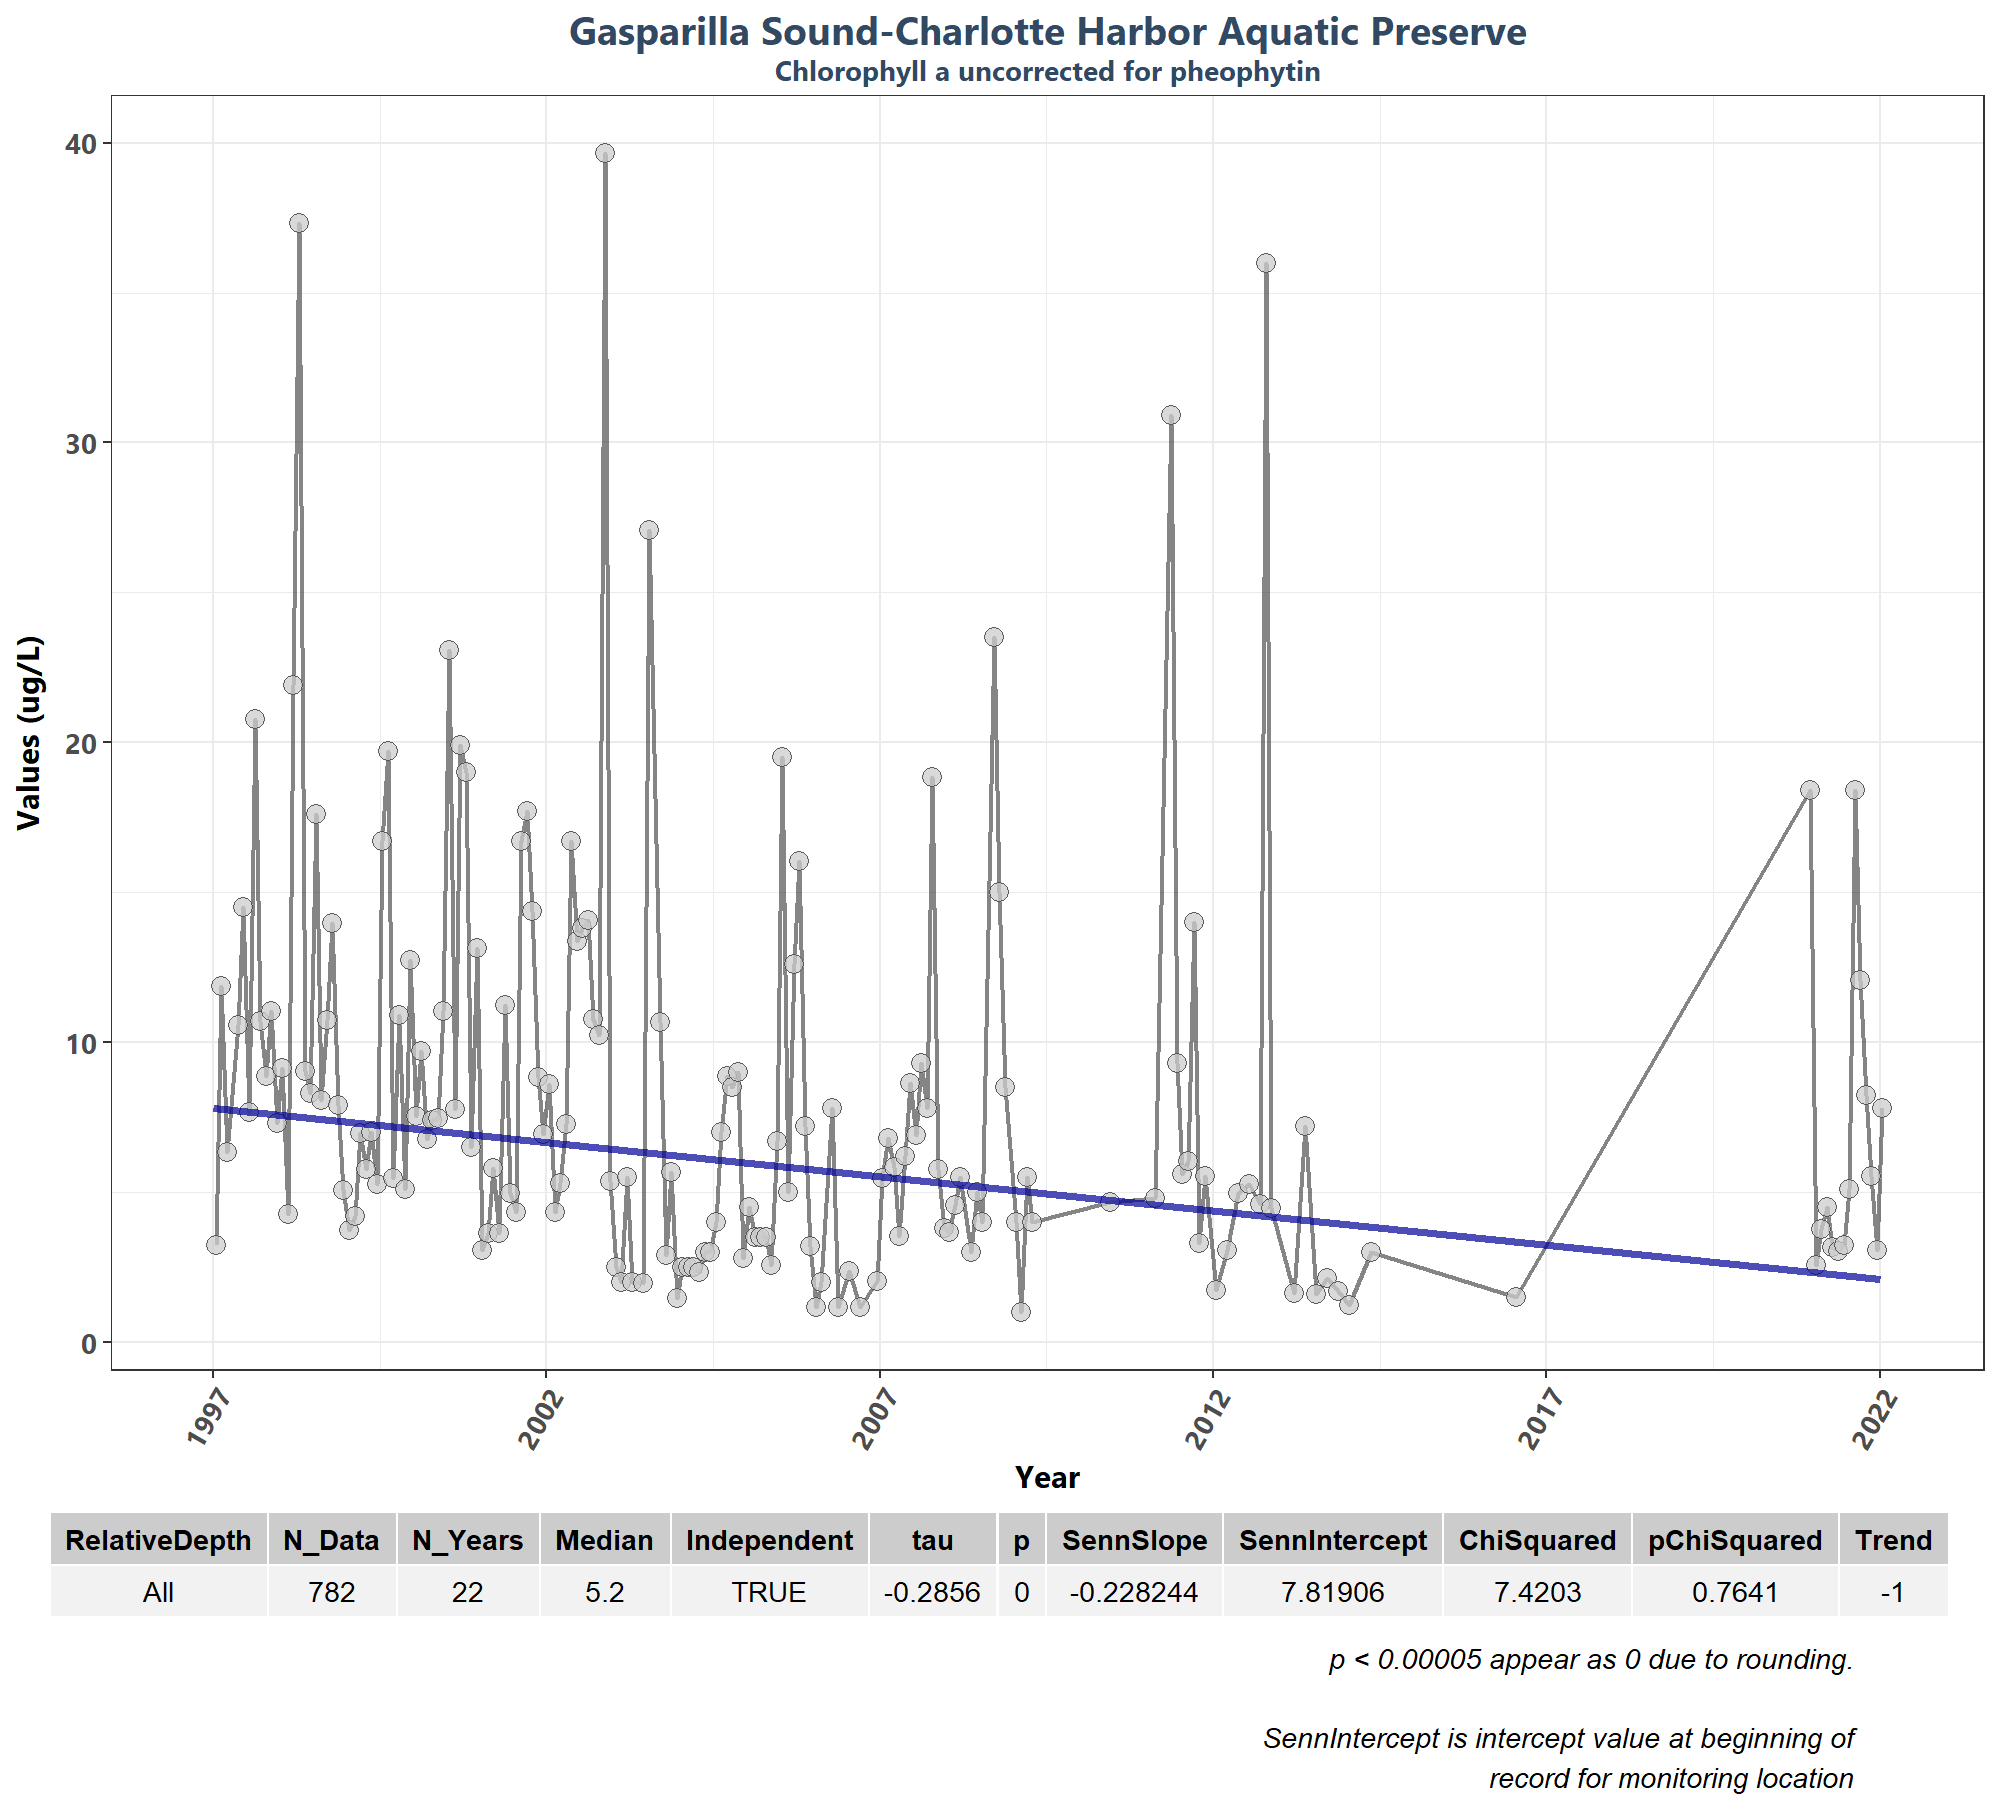 Gasparilla Sound-Charlotte Harbor Aquatic Preserve
Chlorophyll a uncorrected for pheophytin
Values (ug/L)
40
30
20
10
0
1997 2002 2007 2012 2017 2022
Year
RelativeDepth N_Data N_Years Median Independent tau p SennSlope SennIntercept ChiSquared pChiSquared Trend
All 782 22 5.2 TRUE -0.2856 0 -0.228244 7.81906 7.4203 0.7641 -1
p < 0.00005 appear as 0 due to rounding.
SennIntercept is intercept value at beginning of
record for monitoring location